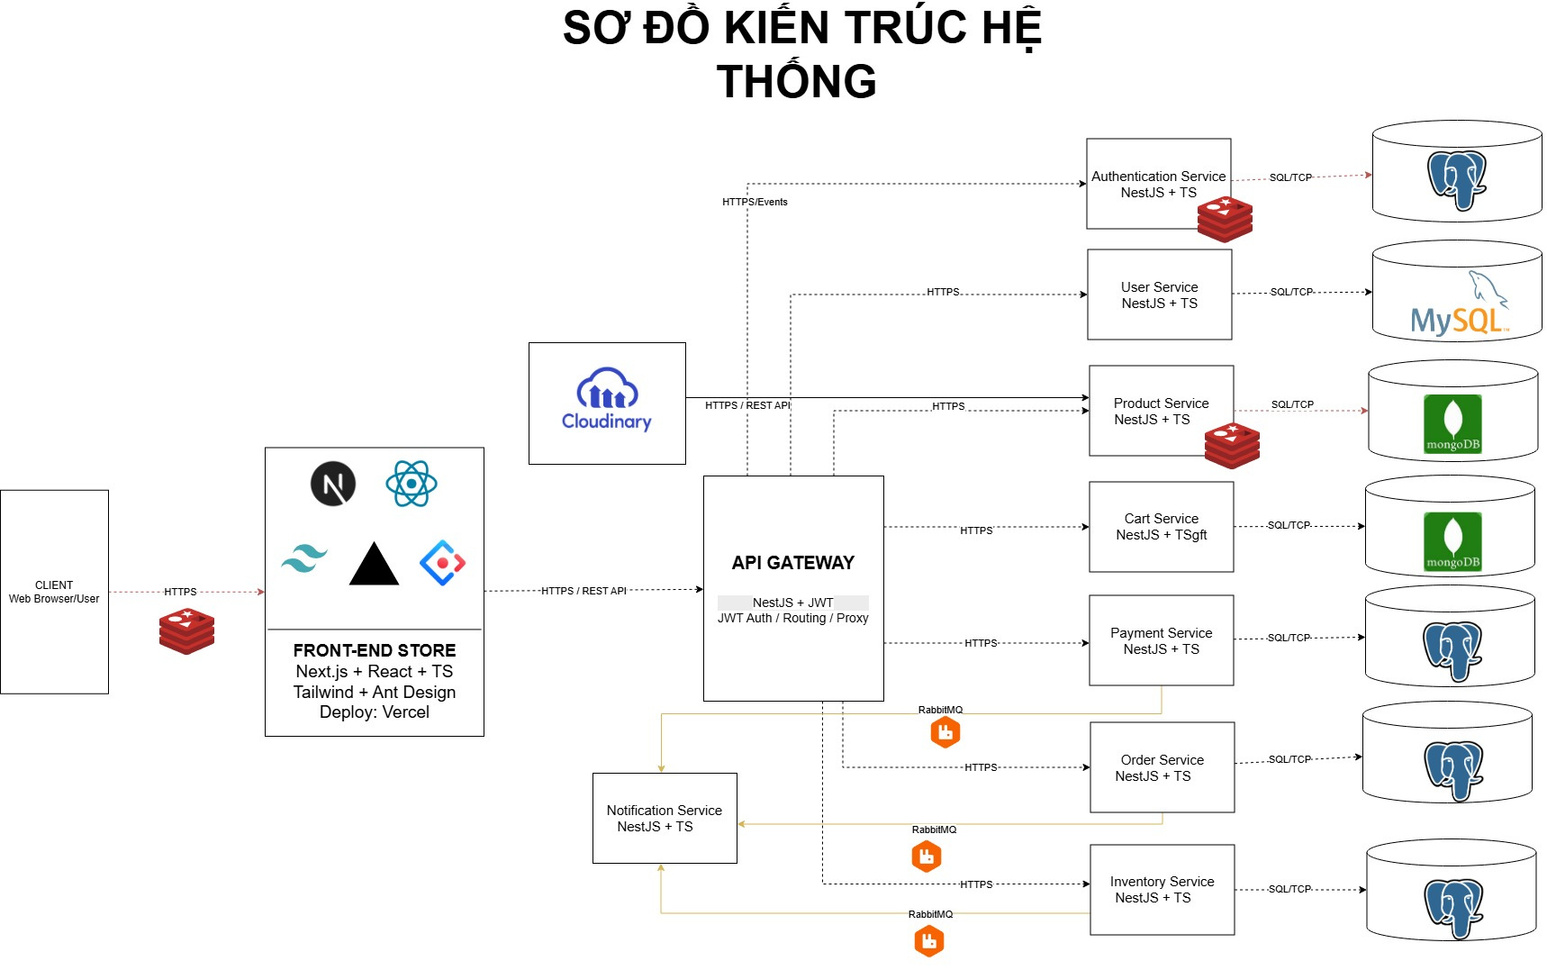 SƠ ĐỒ KIẾN TRÚC HỆ
THỐNG
CLIENT
Web Browser/User
HTTPS
N
FRONT-END STORE
Next.js + React + TS
Tailwind + Ant Design
Deploy: Vercel
HTTPS / REST API
Cloudinary
HTTPS / REST API
API GATEWAY
NestJS + JWT
JWT Auth / Routing / Proxy
HTTPS/Events
Authentication Service
NestJS + TS
SQL/TCP
HTTPS
User Service
NestJS + TS
SQL/TCP
MySQL
HTTPS
Product Service
NestJS + TS
SQL/TCP
mongoDB
HTTPS
Cart Service
NestJS + TSgft
SQL/TCP
mongoDB
HTTPS
Payment Service
NestJS + TS
SQL/TCP
RabbitMQ
HTTPS
Order Service
NestJS + TS
SQL/TCP
Notification Service
NestJS + TS
RabbitMQ
HTTPS
Inventory Service
NestJS + TS
SQL/TCP
RabbitMQ